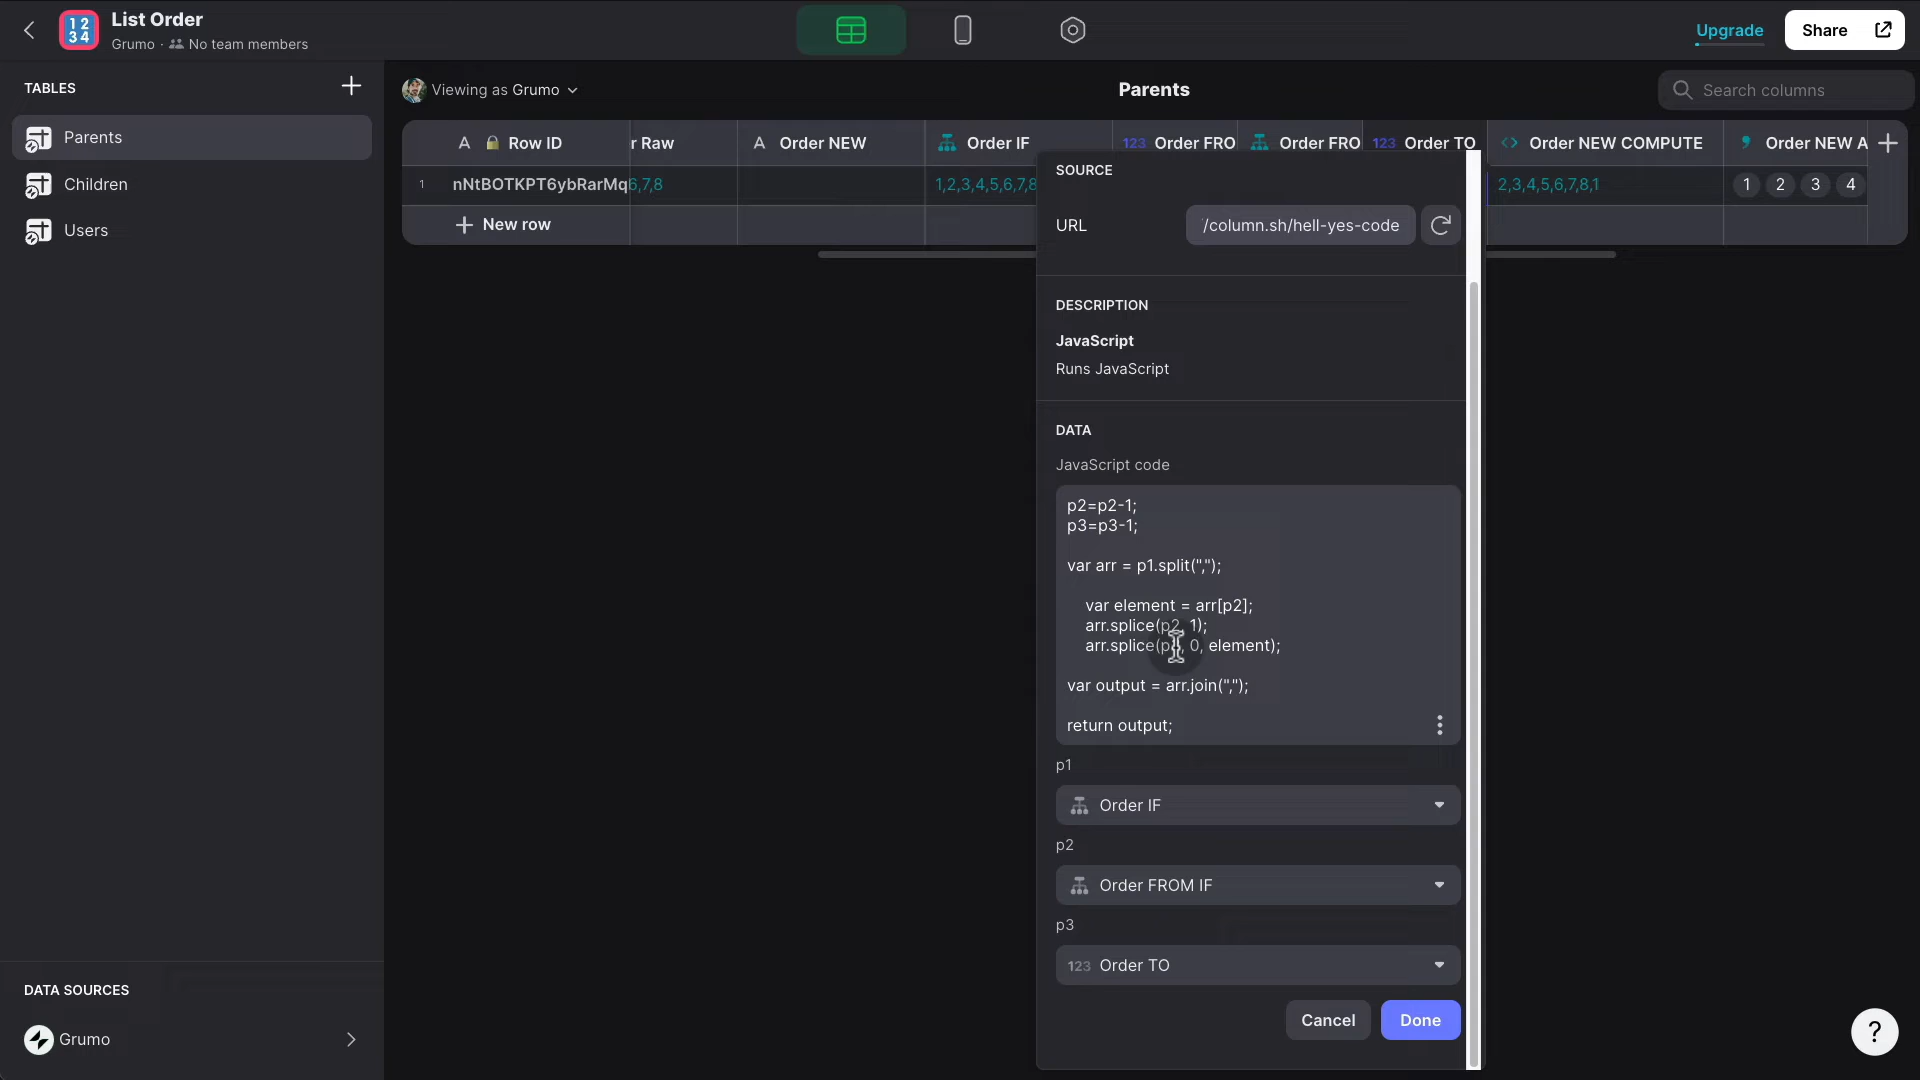 List Order
Grumo · No team members
Upgrade
Share
TABLES
Parents
Children
Users
Viewing as Grumo
Parents
Search columns
Row ID
r Raw
Order NEW
Order IF
123 Order FRO
Order FRO
123 Order TO
Order NEW COMPUTE
Order NEW A
1 nNtBOTKPT6ybRarMq 6,7,8 1,2,3,4,5,6,7,8 2,3,4,5,6,7,8,1 1 2 3 4
New row
SOURCE
URL /column.sh/hell-yes-code
DESCRIPTION
JavaScript
Runs JavaScript
DATA
JavaScript code
p2=p2-1;
p3=p3-1;
var arr = p1.split(",");
var element = arr[p2];
arr.splice(p2, 1);
arr.splice(p , 0, element);
var output = arr.join(",");
return output;
p1
Order IF
p2
Order FROM IF
p3
123 Order TO
Cancel
Done
DATA SOURCES
Grumo
?